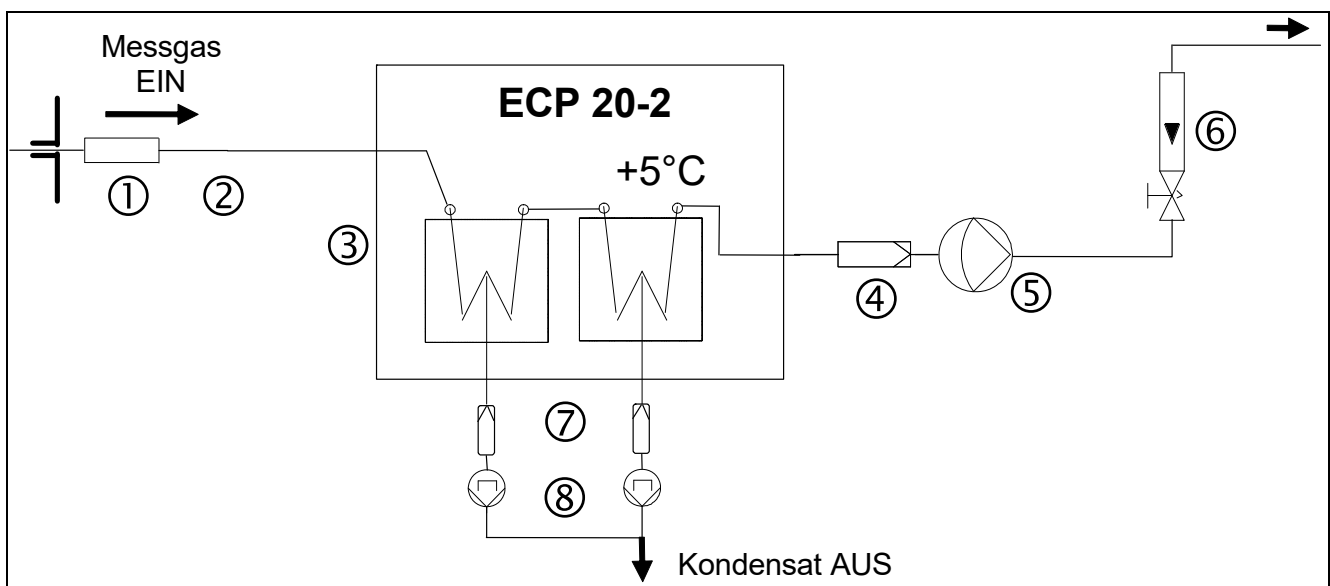 Messgas
EIN
ECP 20-2
+5°C
①
②
③
④
⑤
⑥
⑦
⑧
Kondensat AUS